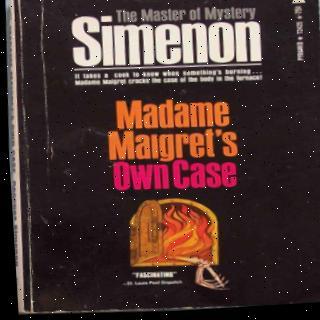 The Master of Mystery
Simenon
It takes a cook to know when something's burning...
Madame Maigret cracks the case of the body in the furnace!
Madame
Maigret's
Own Case
"FASCINATING"
—St. Louis Post Dispatch